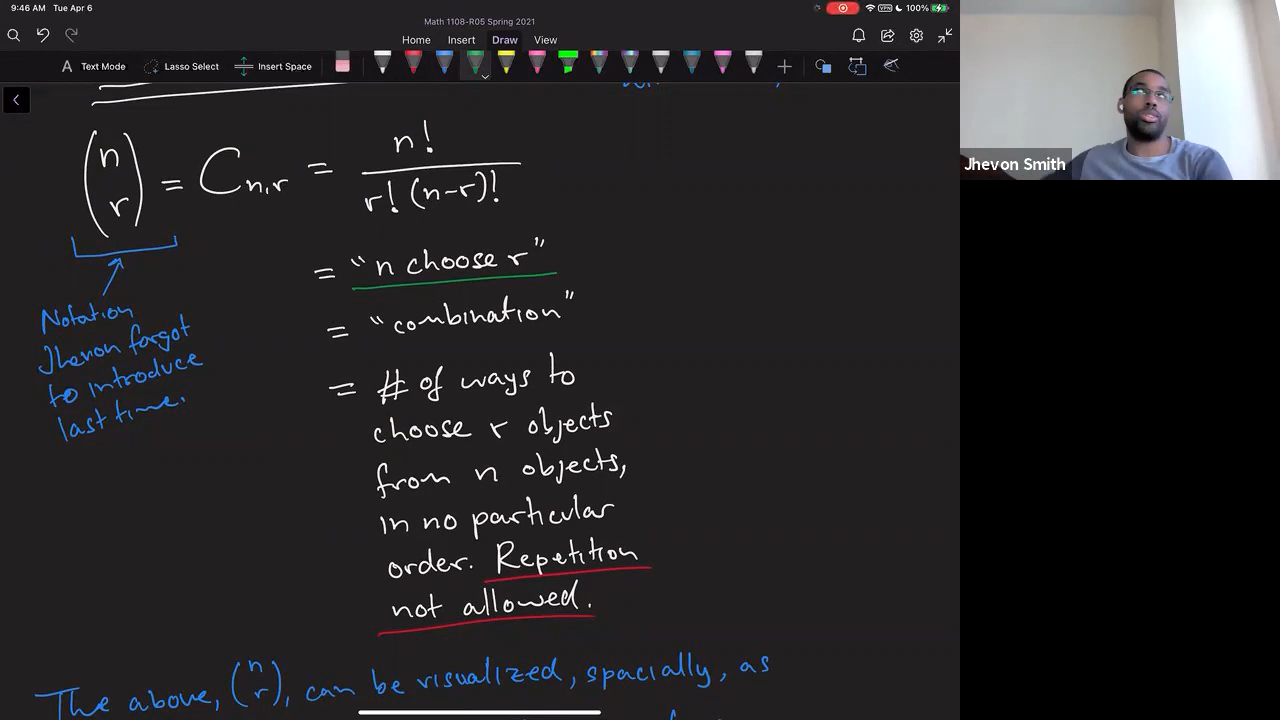 9:46 AM Tue Apr 6
VPN 100%
Math 1108-R05 Spring 2021
Home Insert Draw View
A Text Mode Lasso Select Insert Space
(n r) = C n,r = n! / r! (n-r)!
= "n choose r"
= "combination"
= # of ways to
choose r objects
from n objects,
in no particular
order. Repetition
not allowed.
Notation
Jhevon forgot
to introduce
last time.
The above, (n r), can be visualized, spacially, as
Jhevon Smith